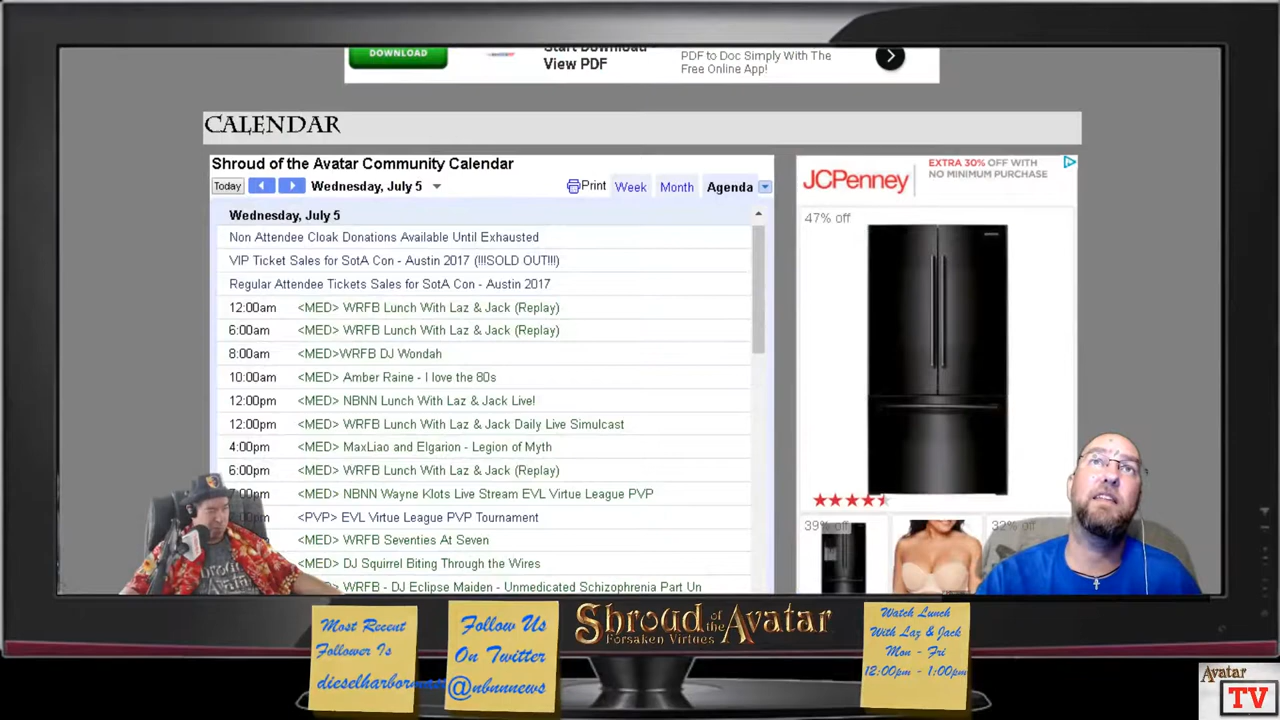 DOWNLOAD
View PDF
PDF to Doc Simply With The
Free Online App!
CALENDAR
Shroud of the Avatar Community Calendar
Today
Wednesday, July 5
Print
Week
Month
Agenda
Wednesday, July 5
Non Attendee Cloak Donations Available Until Exhausted
VIP Ticket Sales for SotA Con - Austin 2017 (!!!SOLD OUT!!!)
Regular Attendee Tickets Sales for SotA Con - Austin 2017
12:00am <MED> WRFB Lunch With Laz & Jack (Replay)
6:00am <MED> WRFB Lunch With Laz & Jack (Replay)
8:00am <MED>WRFB DJ Wondah
10:00am <MED> Amber Raine - I love the 80s
12:00pm <MED> NBNN Lunch With Laz & Jack Live!
12:00pm <MED> WRFB Lunch With Laz & Jack Daily Live Simulcast
4:00pm <MED> MaxLiao and Elgarion - Legion of Myth
6:00pm <MED> WRFB Lunch With Laz & Jack (Replay)
7:00pm <MED> NBNN Wayne Klots Live Stream EVL Virtue League PVP
<PVP> EVL Virtue League PVP Tournament
<MED> WRFB Seventies At Seven
<MED> DJ Squirrel Biting Through the Wires
<MED> WRFB - DJ Eclipse Maiden - Unmedicated Schizophrenia Part Un
JCPenney
EXTRA 30% OFF WITH
NO MINIMUM PURCHASE
47% off
39% off
32% off
Most Recent
Follower Is
Follow Us
On Twitter
@nbnnnews
Shroud of the Avatar
Forsaken Virtues
Watch Lunch
With Laz & Jack
Mon - Fri
12:00pm - 1:00pm
Avatar
TV